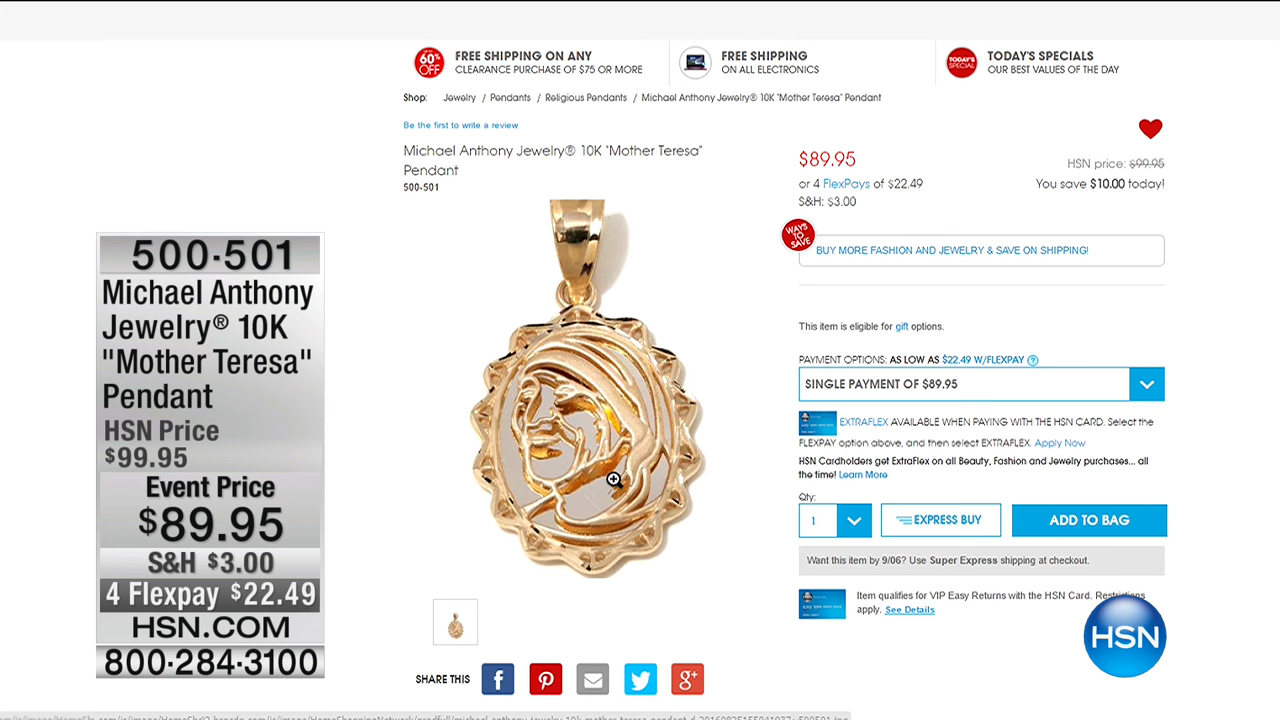 60% OFF
FREE SHIPPING ON ANY
CLEARANCE PURCHASE OF $75 OR MORE
FREE SHIPPING
ON ALL ELECTRONICS
TODAY'S SPECIAL
TODAY'S SPECIALS
OUR BEST VALUES OF THE DAY
Shop: Jewelry / Pendants / Religious Pendants / Michael Anthony Jewelry® 10K "Mother Teresa" Pendant
Be the first to write a review
Michael Anthony Jewelry® 10K "Mother Teresa"
Pendant
500-501
$89.95
HSN price: $99.95
or 4 FlexPays of $22.49
You save $10.00 today!
S&H: $3.00
WAYS TO SAVE
BUY MORE FASHION AND JEWELRY & SAVE ON SHIPPING!
This item is eligible for gift options.
PAYMENT OPTIONS: AS LOW AS $22.49 W/FLEXPAY ?
SINGLE PAYMENT OF $89.95
EXTRAFLEX AVAILABLE WHEN PAYING WITH THE HSN CARD. Select the
FLEXPAY option above, and then select EXTRAFLEX. Apply Now
HSN Cardholders get ExtraFlex on all Beauty, Fashion and Jewelry purchases... all
the time! Learn More
Qty:
1
EXPRESS BUY
ADD TO BAG
Want this item by 9/06? Use Super Express shipping at checkout.
Item qualifies for VIP Easy Returns with the HSN Card. Restrictions
apply. See Details
HSN
SHARE THIS
500-501
Michael Anthony
Jewelry® 10K
"Mother Teresa"
Pendant
HSN Price
$99.95
Event Price
$89.95
S&H $3.00
4 Flexpay $22.49
HSN.COM
800-284-3100